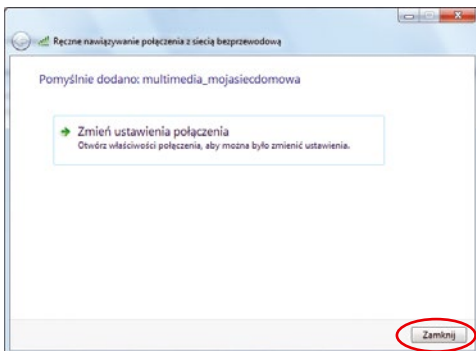 Ręczne nawiązywanie połączenia z siecią bezprzewodową
Pomyślnie dodano: multimedia_mojasiecdomowa
Zmień ustawienia połączenia
Otwórz właściwości połączenia, aby można było zmienić ustawienia.
Zamknij